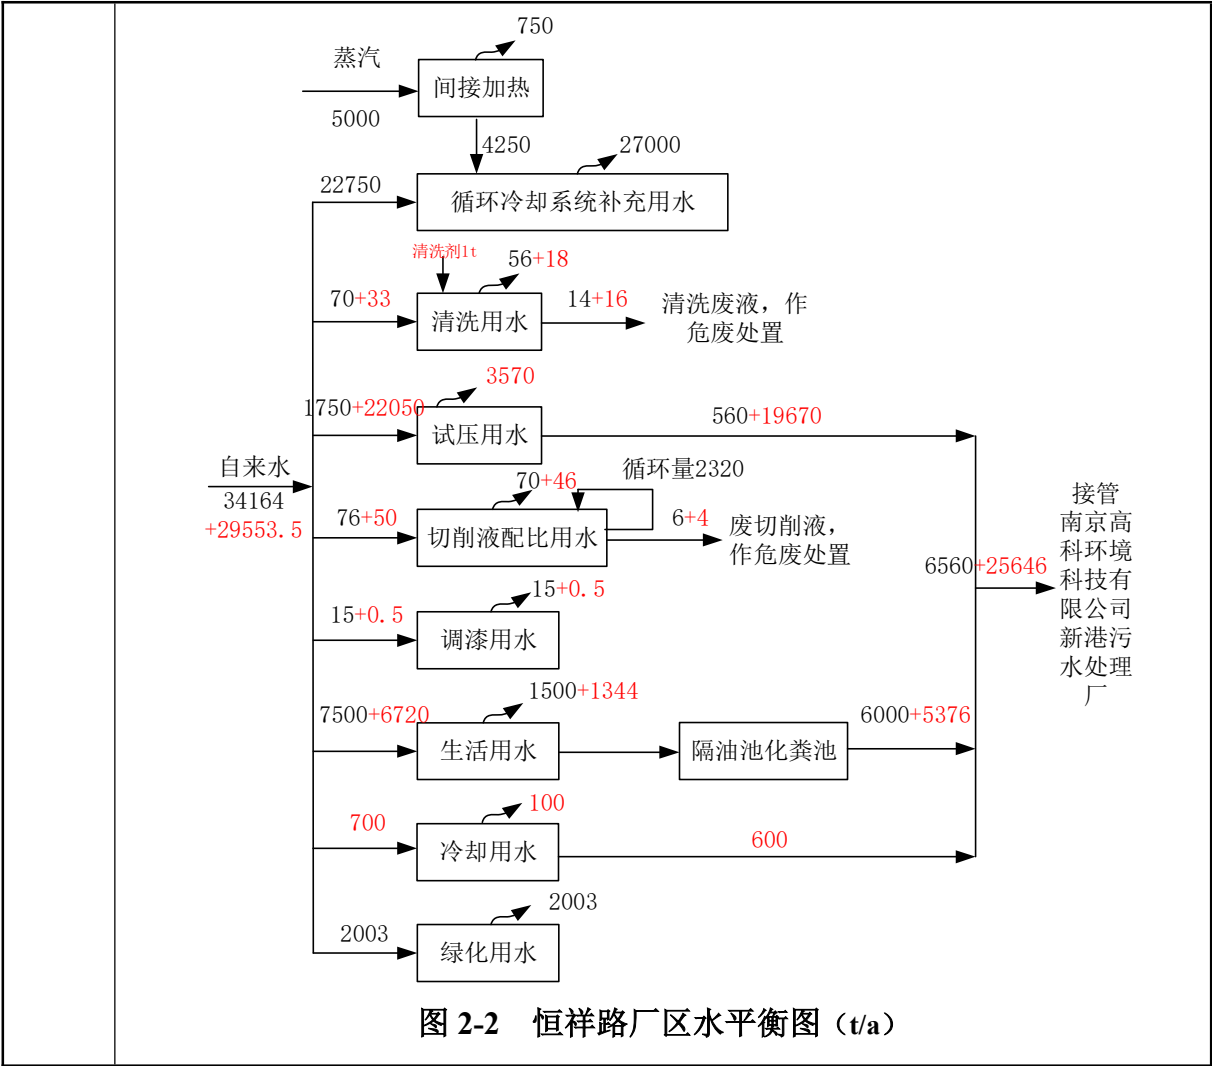 750
蒸汽
间接加热
5000
4250
27000
22750
循环冷却系统补充用水
清洗剂1t
56+18
70+33
清洗用水
14+16
清洗废液，作
危废处置
3570
1750+22050
试压用水
560+19670
自来水
34164
+29553.5
循环量2320
70+46
76+50
切削液配比用水
6+4
废切削液，
作危废处置
15+0.5
15+0.5
调漆用水
6560+25646
接管
南京高
科环境
科技有
限公司
新港污
水处理
厂
1500+1344
7500+6720
生活用水
隔油池化粪池
6000+5376
100
700
冷却用水
600
2003
2003
绿化用水
图 2-2 恒祥路厂区水平衡图（t/a）